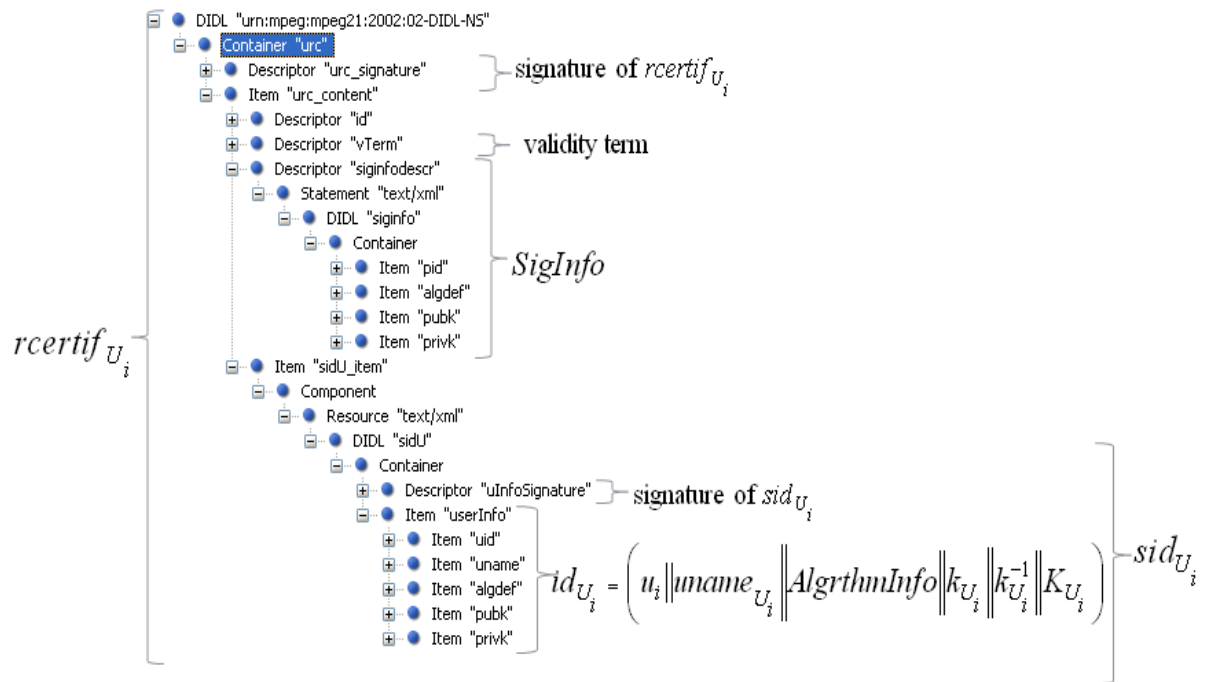 DIDL "urn:mpeg:mpeg21:2002:02-DIDL-NS"
Container "urc"
Descriptor "urc_signature"
signature of rcertif_{U_i}
Item "urc_content"
Descriptor "id"
Descriptor "vTerm"
validity term
Descriptor "siginfodescr"
Statement "text/xml"
DIDL "siginfo"
Container
Item "pid"
SigInfo
Item "algdef"
Item "pubk"
Item "privk"
rcertif_{U_i}
Item "sidU_item"
Component
Resource "text/xml"
DIDL "sidU"
Container
Descriptor "uInfoSignature"
signature of sid_{U_i}
Item "userInfo"
Item "uid"
Item "uname"
Item "algdef"
id_{U_i} = ( u_i ‖ uname_{U_i} ‖ AlgrthmInfo ‖ k_{U_i} ‖ k_{U_i}^{-1} ‖ K_{U_i} )
sid_{U_i}
Item "pubk"
Item "privk"